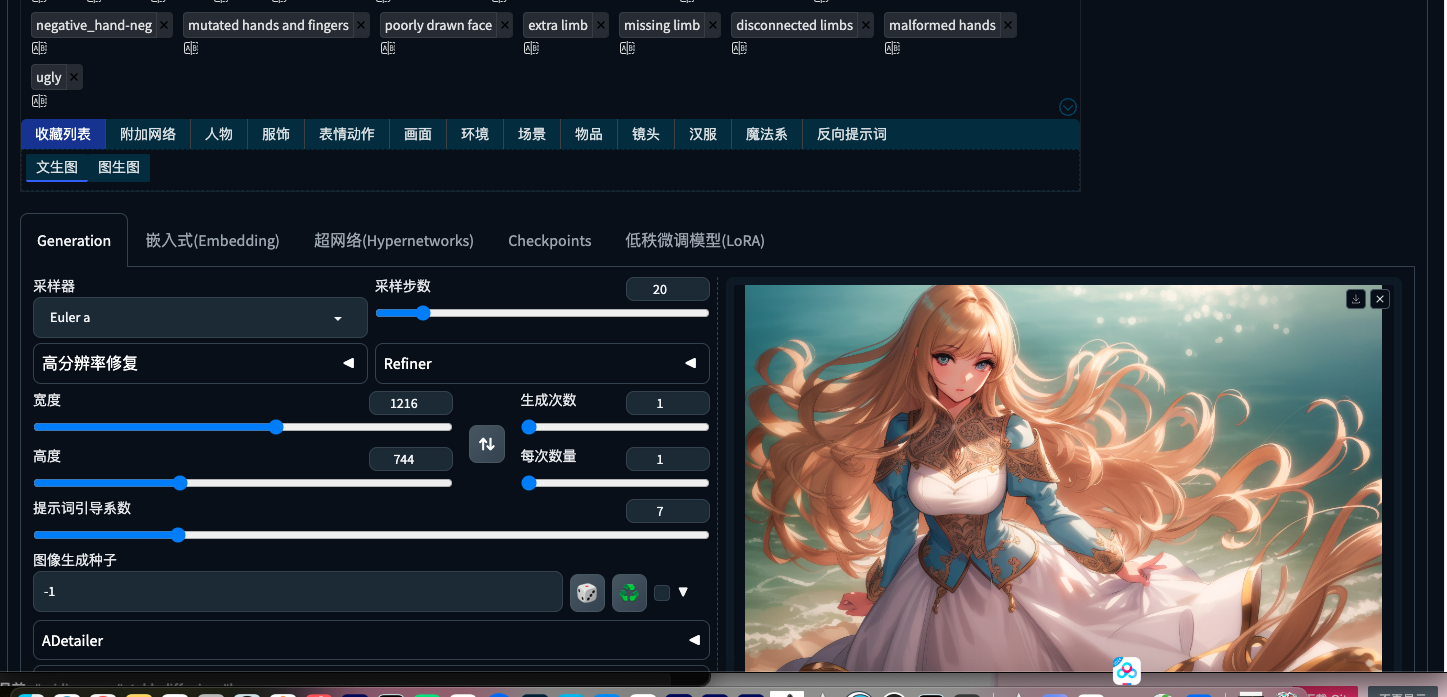 negative_hand-neg × mutated hands and fingers × poorly drawn face × extra limb × missing limb × disconnected limbs × malformed hands ×
ugly ×
收藏列表 附加网络 人物 服饰 表情动作 画面 环境 场景 物品 镜头 汉服 魔法系 反向提示词
文生图 图生图
Generation 嵌入式(Embedding) 超网络(Hypernetworks) Checkpoints 低秩微调模型(LoRA)
采样器 采样步数 20
Euler a
高分辨率修复 Refiner
宽度 1216 生成次数 1
高度 744 每次数量 1
提示词引导系数 7
图像生成种子
-1
ADetailer